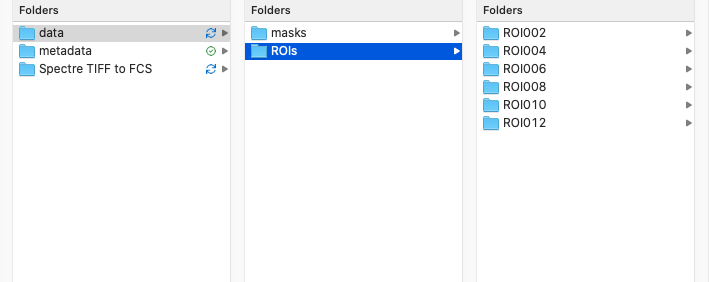 Folders
data
metadata
Spectre TIFF to FCS
Folders
masks
ROIs
Folders
ROI002
ROI004
ROI006
ROI008
ROI010
ROI012